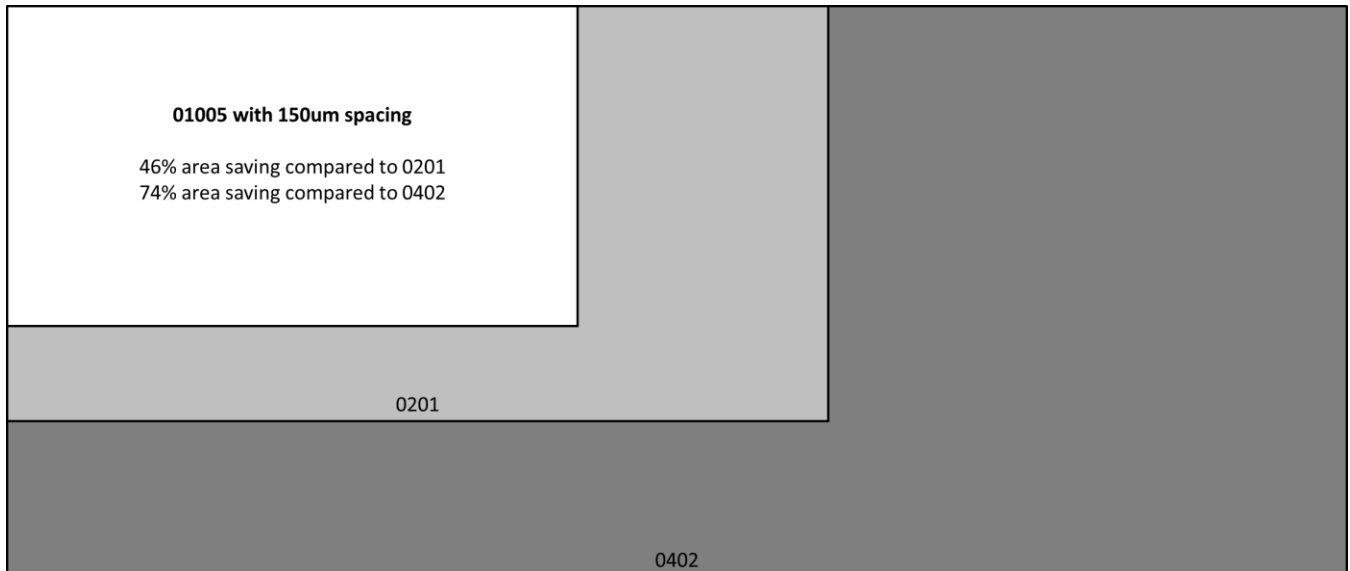 01005 with 150um spacing
46% area saving compared to 0201
74% area saving compared to 0402
0201
0402